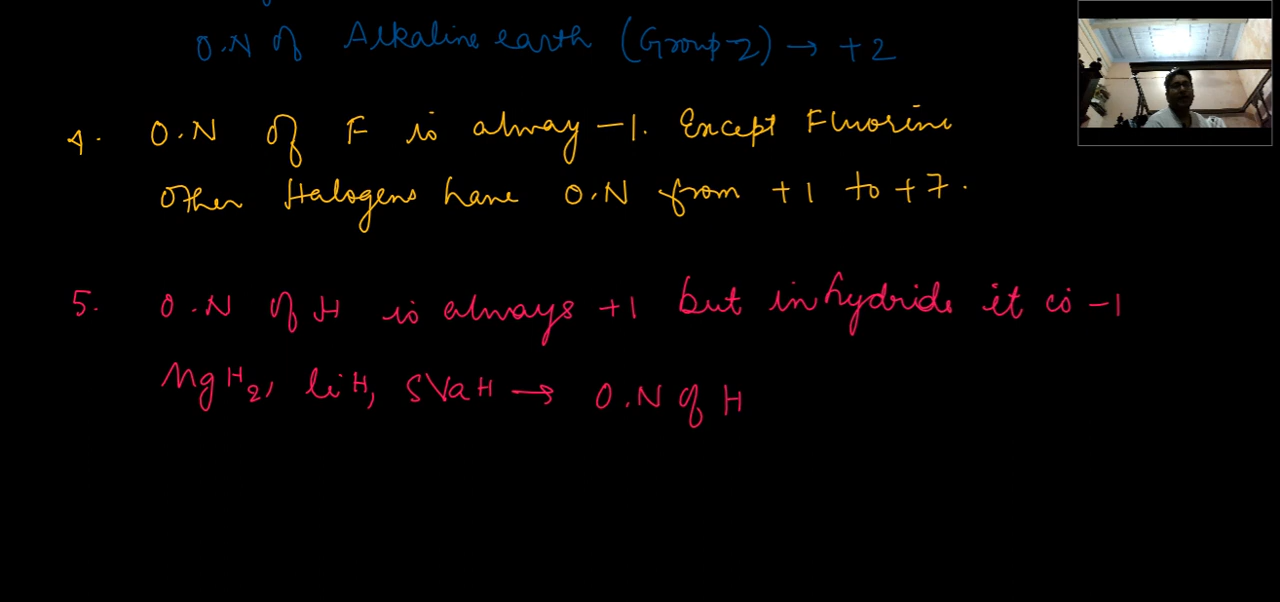 O.N of Alkaline earth (Group-2) → +2
4. O.N of F is alway -1. Except Fluorine
other Halogens have O.N from +1 to +7.
5. O.N of H is always +1 but in hydride it is -1
MgH2, LiH, NaH → O.N of H